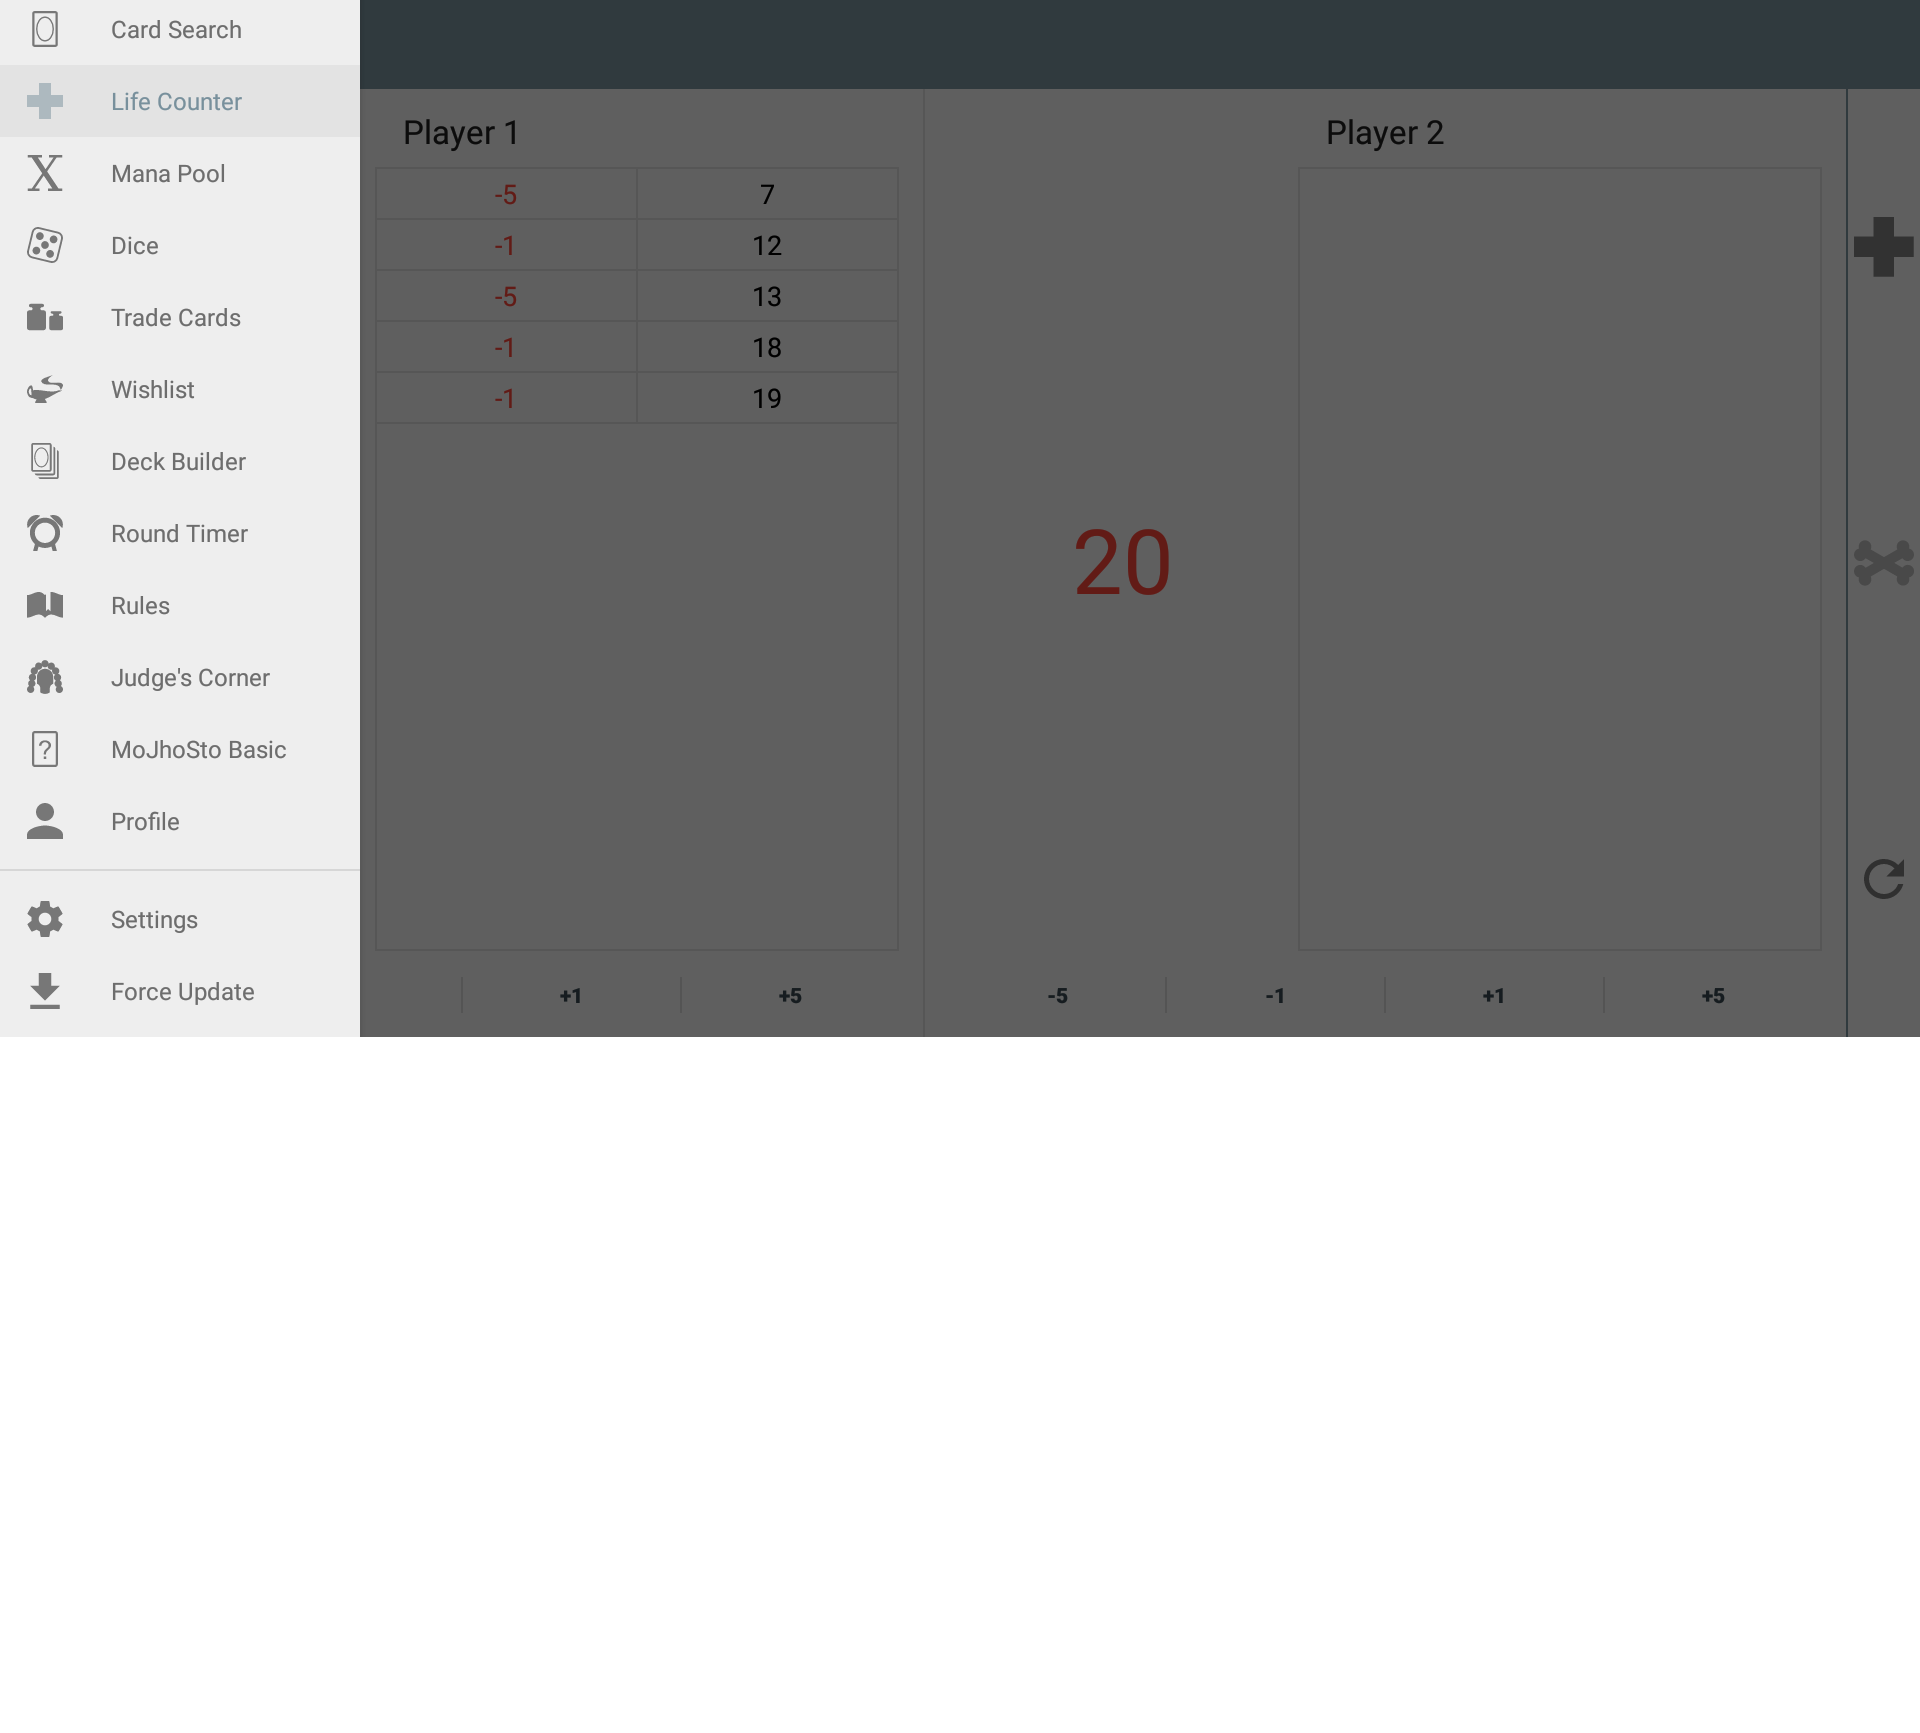 Card Search
Life Counter
Mana Pool
Dice
Trade Cards
Wishlist
Deck Builder
Round Timer
Rules
Judge's Corner
MoJhoSto Basic
Profile
Settings
Force Update
Player 1
-5 7
-1 12
-5 13
-1 18
-1 19
+1 +5
Player 2
20
-5 -1 +1 +5